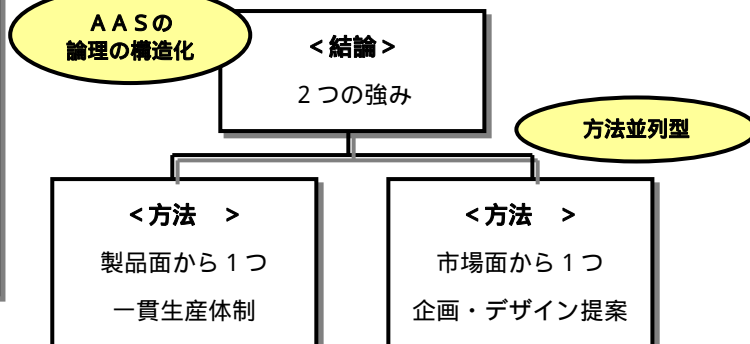 ＡＡＳの
論理の構造化
＜結論＞
２つの強み
方法並列型
＜方法　＞
製品面から１つ
一貫生産体制
＜方法　＞
市場面から１つ
企画・デザイン提案